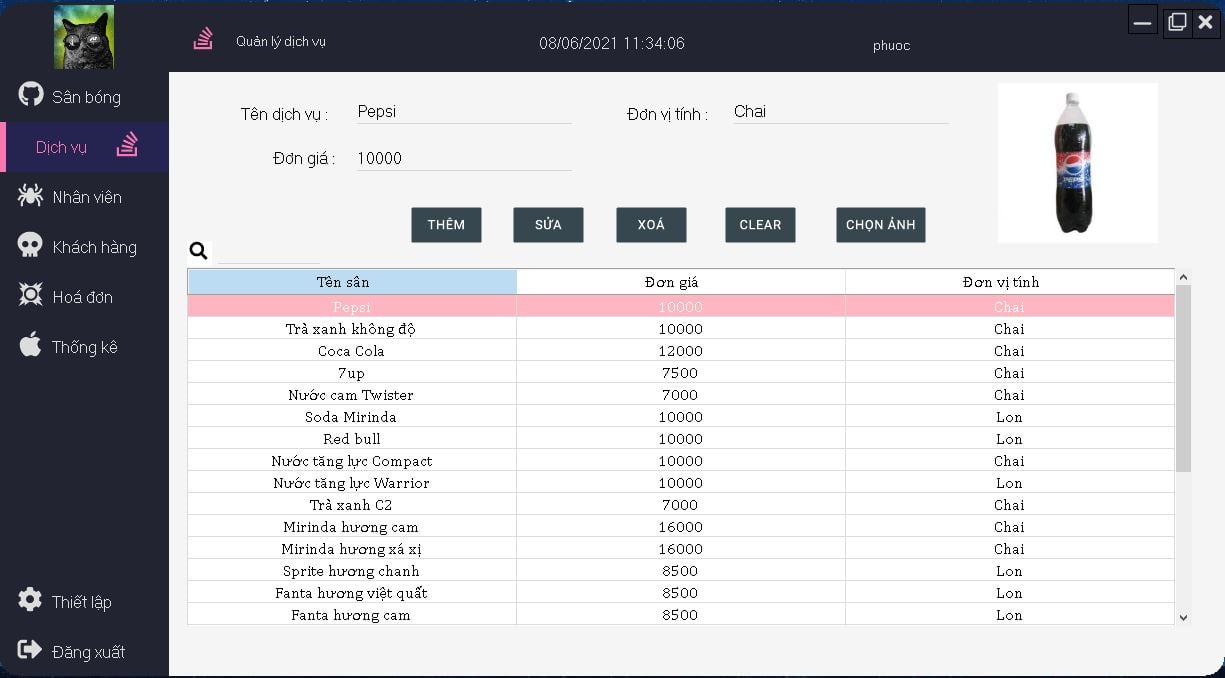 Quản lý dịch vụ
08/06/2021 11:34:06
phuoc
Sân bóng
Dịch vụ
Nhân viên
Khách hàng
Hoá đơn
Thống kê
Thiết lập
Đăng xuất
Tên dịch vụ : Pepsi
Đơn vị tính : Chai
Đơn giá : 10000
PEPSI
THÊM SỬA XOÁ CLEAR CHỌN ẢNH
Tên sân Đơn giá Đơn vị tính
Pepsi 10000 Chai
Trà xanh không độ 10000 Chai
Coca Cola 12000 Chai
7up 7500 Chai
Nước cam Twister 7000 Chai
Soda Mirinda 10000 Lon
Red bull 10000 Lon
Nước tăng lực Compact 10000 Chai
Nước tăng lực Warrior 10000 Lon
Trà xanh C2 7000 Chai
Mirinda hương cam 16000 Chai
Mirinda hương xá xị 16000 Chai
Sprite hương chanh 8500 Lon
Fanta hương việt quất 8500 Lon
Fanta hương cam 8500 Lon